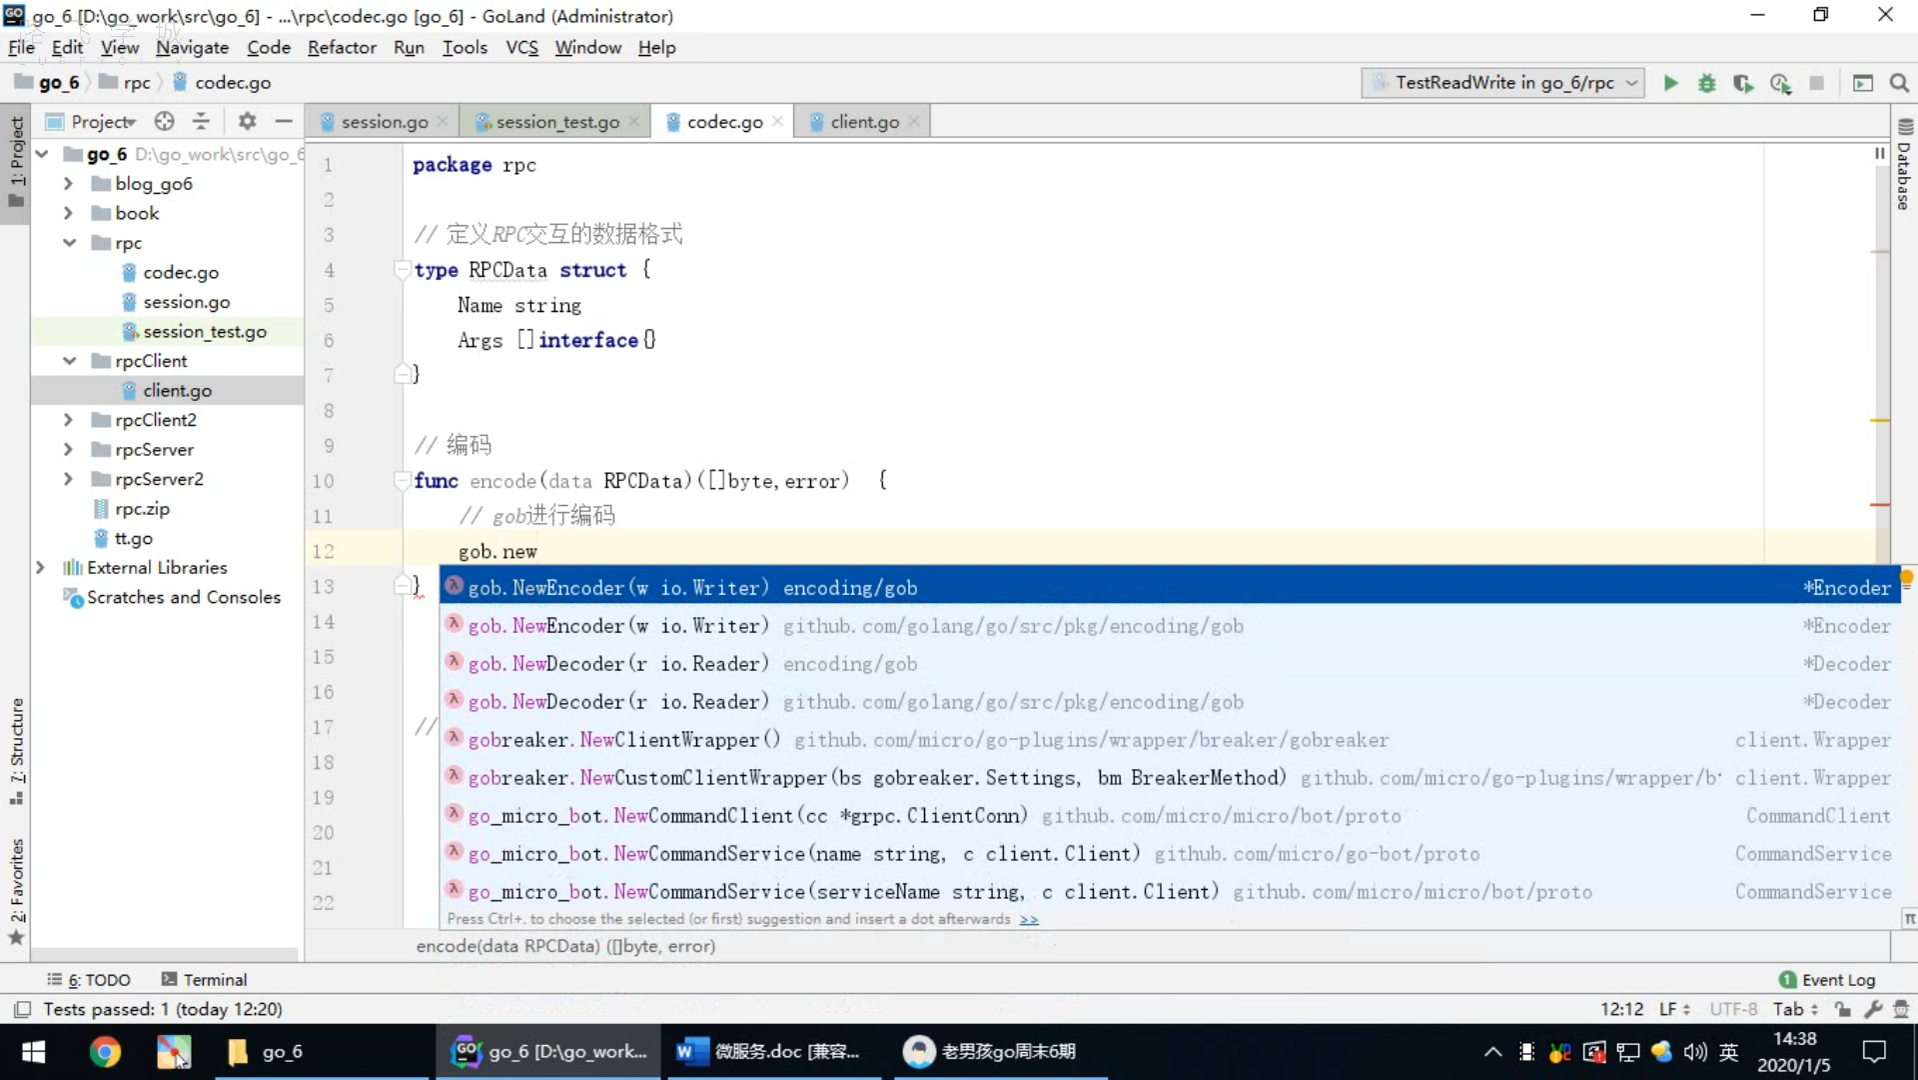 go_6 [D:\go_work\src\go_6] - ...\rpc\codec.go [go_6] - GoLand (Administrator)
File Edit View Navigate Code Refactor Run Tools VCS Window Help
go_6 rpc codec.go TestReadWrite in go_6/rpc
Project session.go session_test.go codec.go client.go
1: Project
7: Structure
2: Favorites
Database
go_6 D:\go_work\src\go_6
blog_go6
book
rpc
codec.go
session.go
session_test.go
rpcClient
client.go
rpcClient2
rpcServer
rpcServer2
rpc.zip
tt.go
External Libraries
Scratches and Consoles
1 package rpc
2
3 // 定义RPC交互的数据格式
4 type RPCData struct {
5 Name string
6 Args []interface{}
7 }
8
9 // 编码
10 func encode(data RPCData)([]byte,error) {
11 // gob进行编码
12 gob.new
13 }
14
15
16
17 //
18
19
20
21
22
gob.NewEncoder(w io.Writer) encoding/gob *Encoder
gob.NewEncoder(w io.Writer) github.com/golang/go/src/pkg/encoding/gob *Encoder
gob.NewDecoder(r io.Reader) encoding/gob *Decoder
gob.NewDecoder(r io.Reader) github.com/golang/go/src/pkg/encoding/gob *Decoder
gobreaker.NewClientWrapper() github.com/micro/go-plugins/wrapper/breaker/gobreaker client.Wrapper
gobreaker.NewCustomClientWrapper(bs gobreaker.Settings, bm BreakerMethod) github.com/micro/go-plugins/wrapper/b client.Wrapper
go_micro_bot.NewCommandClient(cc *grpc.ClientConn) github.com/micro/micro/bot/proto CommandClient
go_micro_bot.NewCommandService(name string, c client.Client) github.com/micro/go-bot/proto CommandService
go_micro_bot.NewCommandService(serviceName string, c client.Client) github.com/micro/micro/bot/proto CommandService
Press Ctrl+. to choose the selected (or first) suggestion and insert a dot afterwards >>
encode(data RPCData) ([]byte, error)
6: TODO Terminal 1 Event Log
Tests passed: 1 (today 12:20) 12:12 LF UTF-8 Tab
go_6 go_6 [D:\go_work... 微服务.doc [兼容... 老男孩go周末6期 英 14:38
2020/1/5